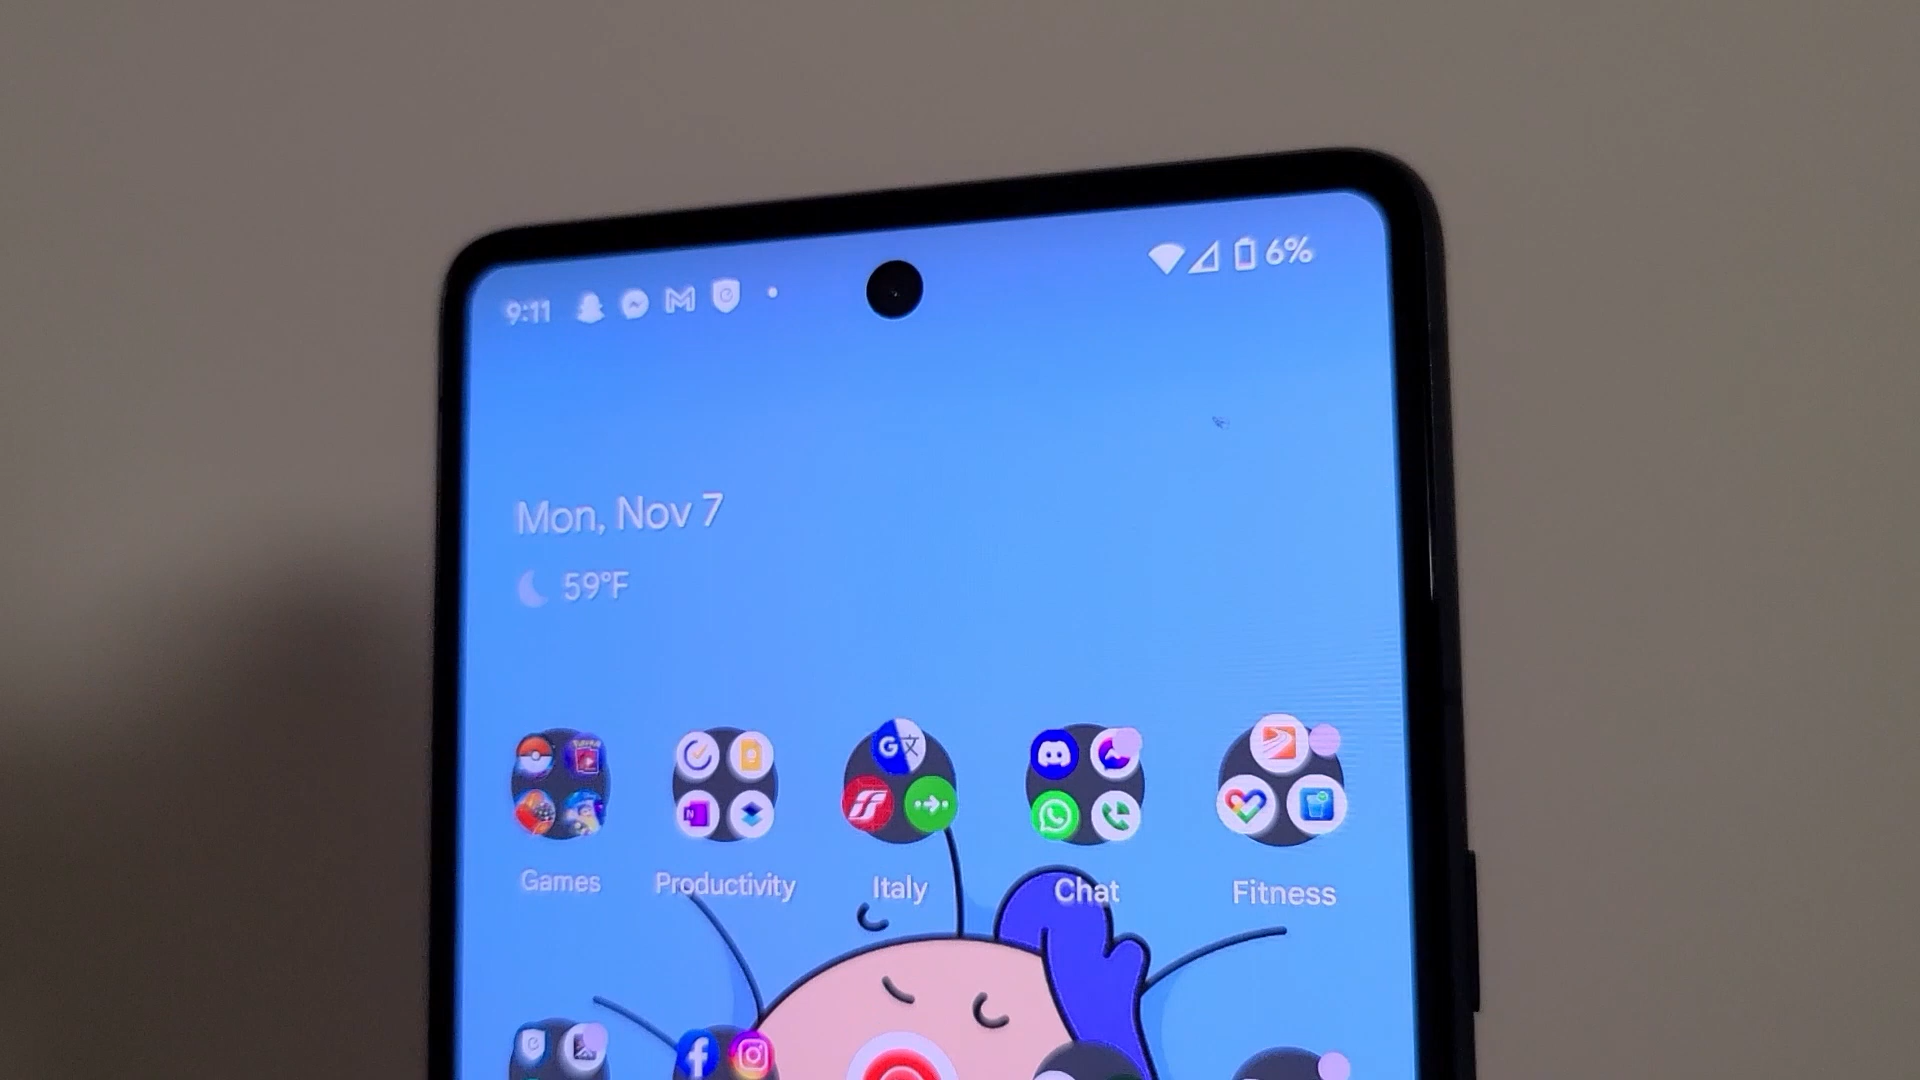 9:11
6%
Mon, Nov 7
59°F
Games
Productivity
Italy
Chat
Fitness